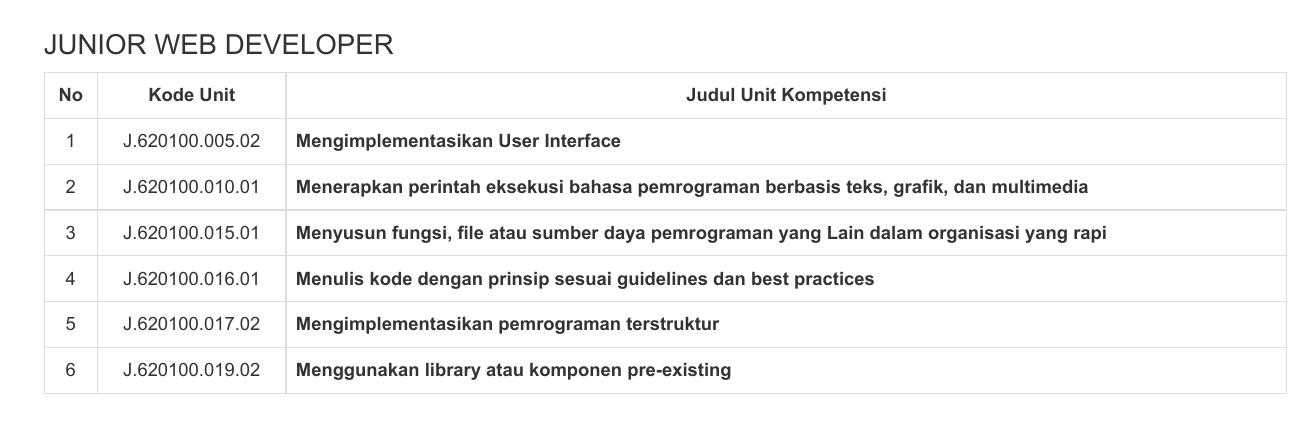 JUNIOR WEB DEVELOPER
No Kode Unit Judul Unit Kompetensi
1 J.620100.005.02 Mengimplementasikan User Interface
2 J.620100.010.01 Menerapkan perintah eksekusi bahasa pemrograman berbasis teks, grafik, dan multimedia
3 J.620100.015.01 Menyusun fungsi, file atau sumber daya pemrograman yang Lain dalam organisasi yang rapi
4 J.620100.016.01 Menulis kode dengan prinsip sesuai guidelines dan best practices
5 J.620100.017.02 Mengimplementasikan pemrograman terstruktur
6 J.620100.019.02 Menggunakan library atau komponen pre-existing